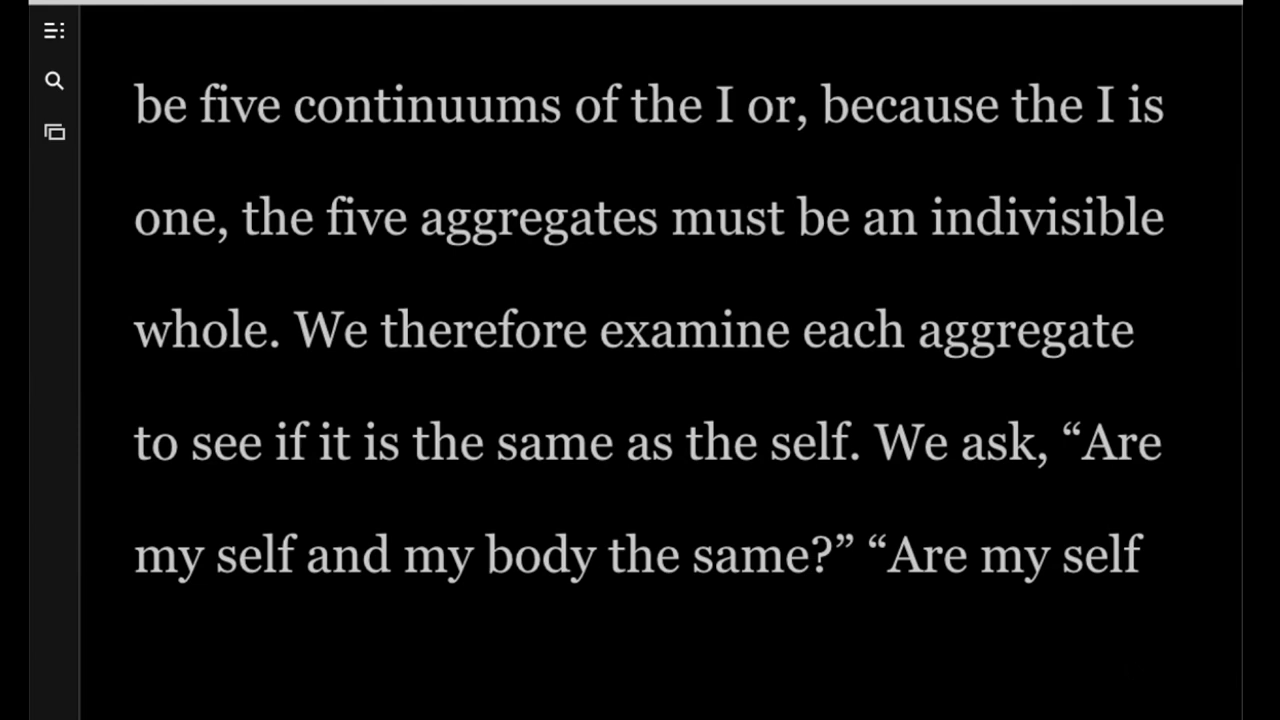 be five continuums of the I or, because the I is
one, the five aggregates must be an indivisible
whole. We therefore examine each aggregate
to see if it is the same as the self. We ask, “Are
my self and my body the same?” “Are my self